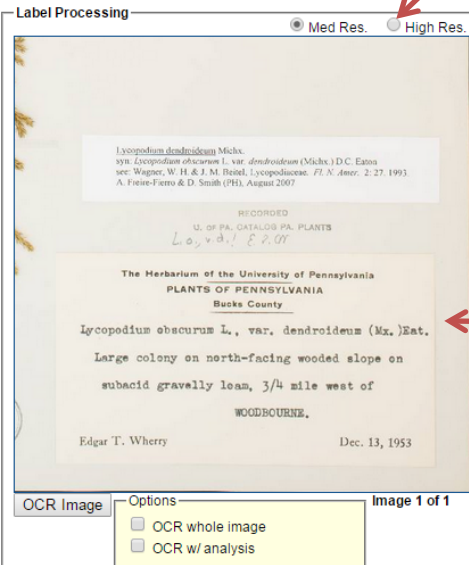 Label Processing
Med Res. High Res.
Lycopodium dendroideum Michx.
syn: Lycopodium obscurum L. var. dendroideum (Michx.) D.C. Eaton
see: Wagner, W. H. & J. M. Beitel, Lycopodiaceae. Fl. N. Amer. 2: 27. 1993.
A. Freire-Fierro & D. Smith (PH), August 2007
RECORDED
U. OF PA. CATALOG PA. PLANTS
The Herbarium of the University of Pennsylvania
PLANTS OF PENNSYLVANIA
Bucks County
Lycopodium obscurum L., var. dendroideum (Mx.)Eat.
Large colony on north-facing wooded slope on
subacid gravelly loam, 3/4 mile west of
WOODBOURNE.
Edgar T. Wherry Dec. 13, 1953
OCR Image Options Image 1 of 1
OCR whole image
OCR w/ analysis